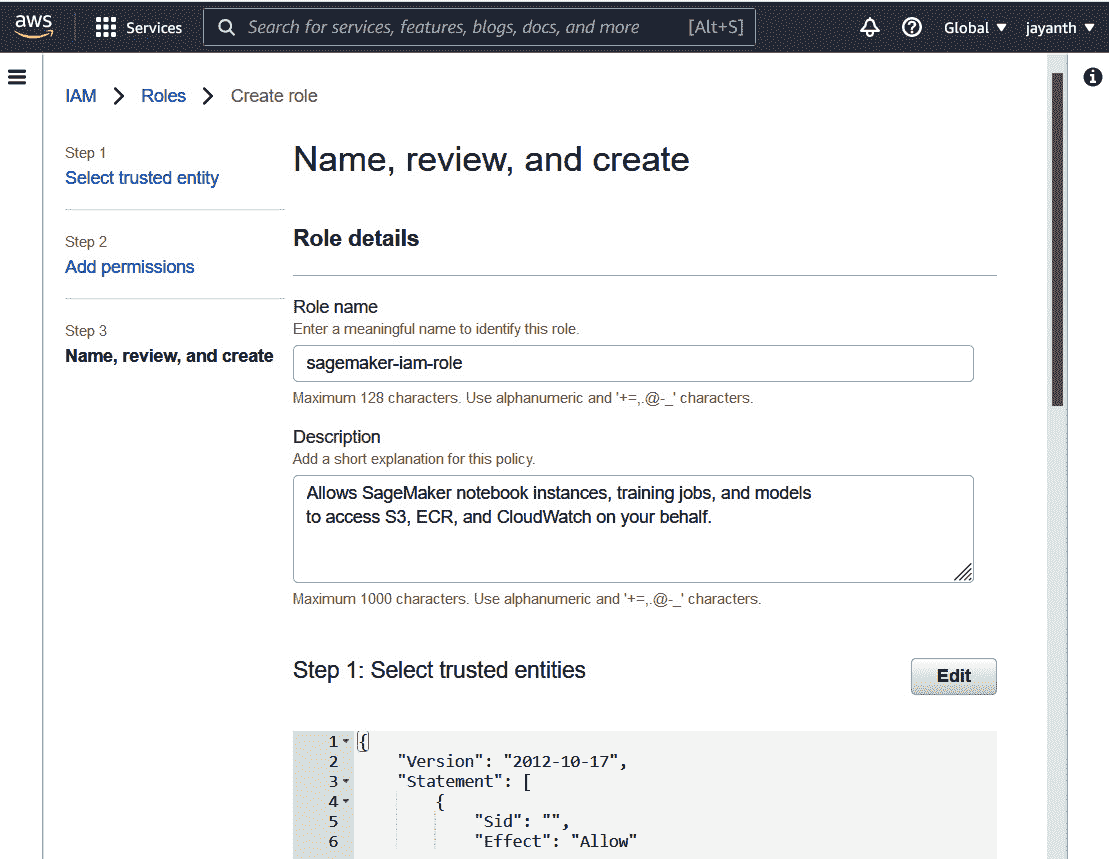 aws
Services
Search for services, features, blogs, docs, and more
[Alt+S]
Global
jayanth
IAM
Roles
Create role
Step 1
Select trusted entity
Step 2
Add permissions
Step 3
Name, review, and create
Name, review, and create
Role details
Role name
Enter a meaningful name to identify this role.
sagemaker-iam-role
Maximum 128 characters. Use alphanumeric and '+=,.@-_' characters.
Description
Add a short explanation for this policy.
Allows SageMaker notebook instances, training jobs, and models
to access S3, ECR, and CloudWatch on your behalf.
Maximum 1000 characters. Use alphanumeric and '+=,.@-_' characters.
Step 1: Select trusted entities
Edit
1 {
2 "Version": "2012-10-17",
3 "Statement": [
4 {
5 "Sid": "",
6 "Effect": "Allow"